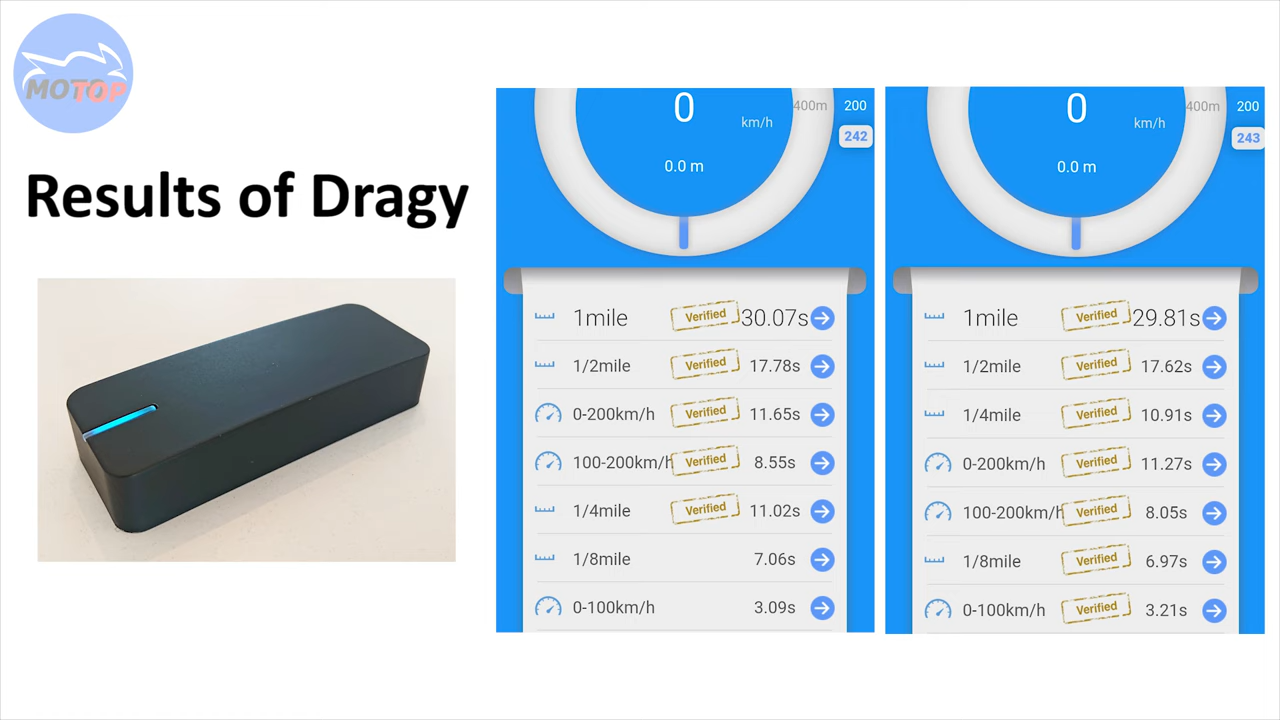 MOTOP
Results of Dragy
0
km/h
0.0 m
400m
200
242
1mile Verified 30.07s
1/2mile Verified 17.78s
0-200km/h Verified 11.65s
100-200km/h Verified 8.55s
1/4mile Verified 11.02s
1/8mile 7.06s
0-100km/h 3.09s
0
km/h
0.0 m
400m
200
243
1mile Verified 29.81s
1/2mile Verified 17.62s
1/4mile Verified 10.91s
0-200km/h Verified 11.27s
100-200km/h Verified 8.05s
1/8mile Verified 6.97s
0-100km/h Verified 3.21s